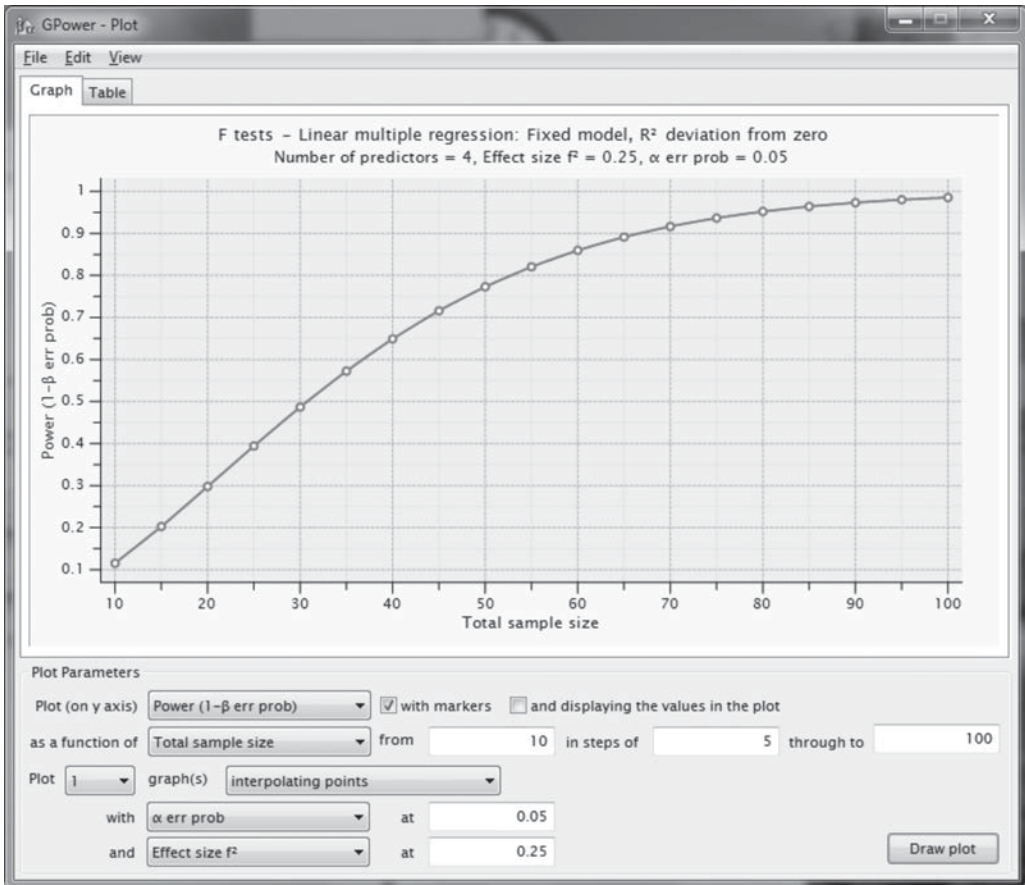 βα GPower - Plot
File Edit View
Graph Table
F tests – Linear multiple regression: Fixed model, R² deviation from zero
Number of predictors = 4, Effect size f² = 0.25, α err prob = 0.05
Power (1-β err prob)
1
0.9
0.8
0.7
0.6
0.5
0.4
0.3
0.2
0.1
10 20 30 40 50 60 70 80 90 100
Total sample size
Plot Parameters
Plot (on y axis) Power (1-β err prob) with markers and displaying the values in the plot
as a function of Total sample size from 10 in steps of 5 through to 100
Plot 1 graph(s) interpolating points
with α err prob at 0.05
and Effect size f² at 0.25
Draw plot